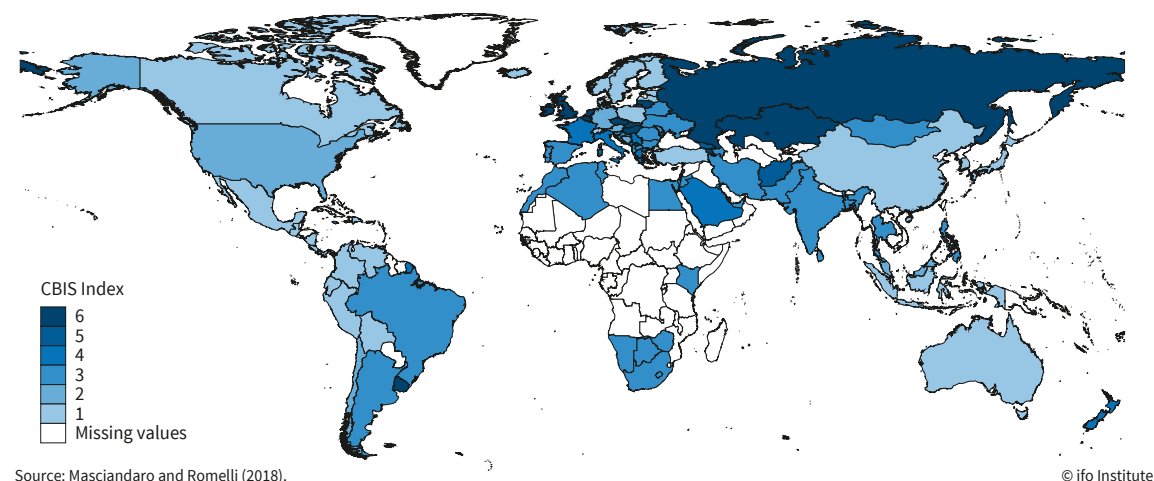 CBIS Index
6
5
4
3
2
1
Missing values
Source: Masciandaro and Romelli (2018).
© ifo Institute